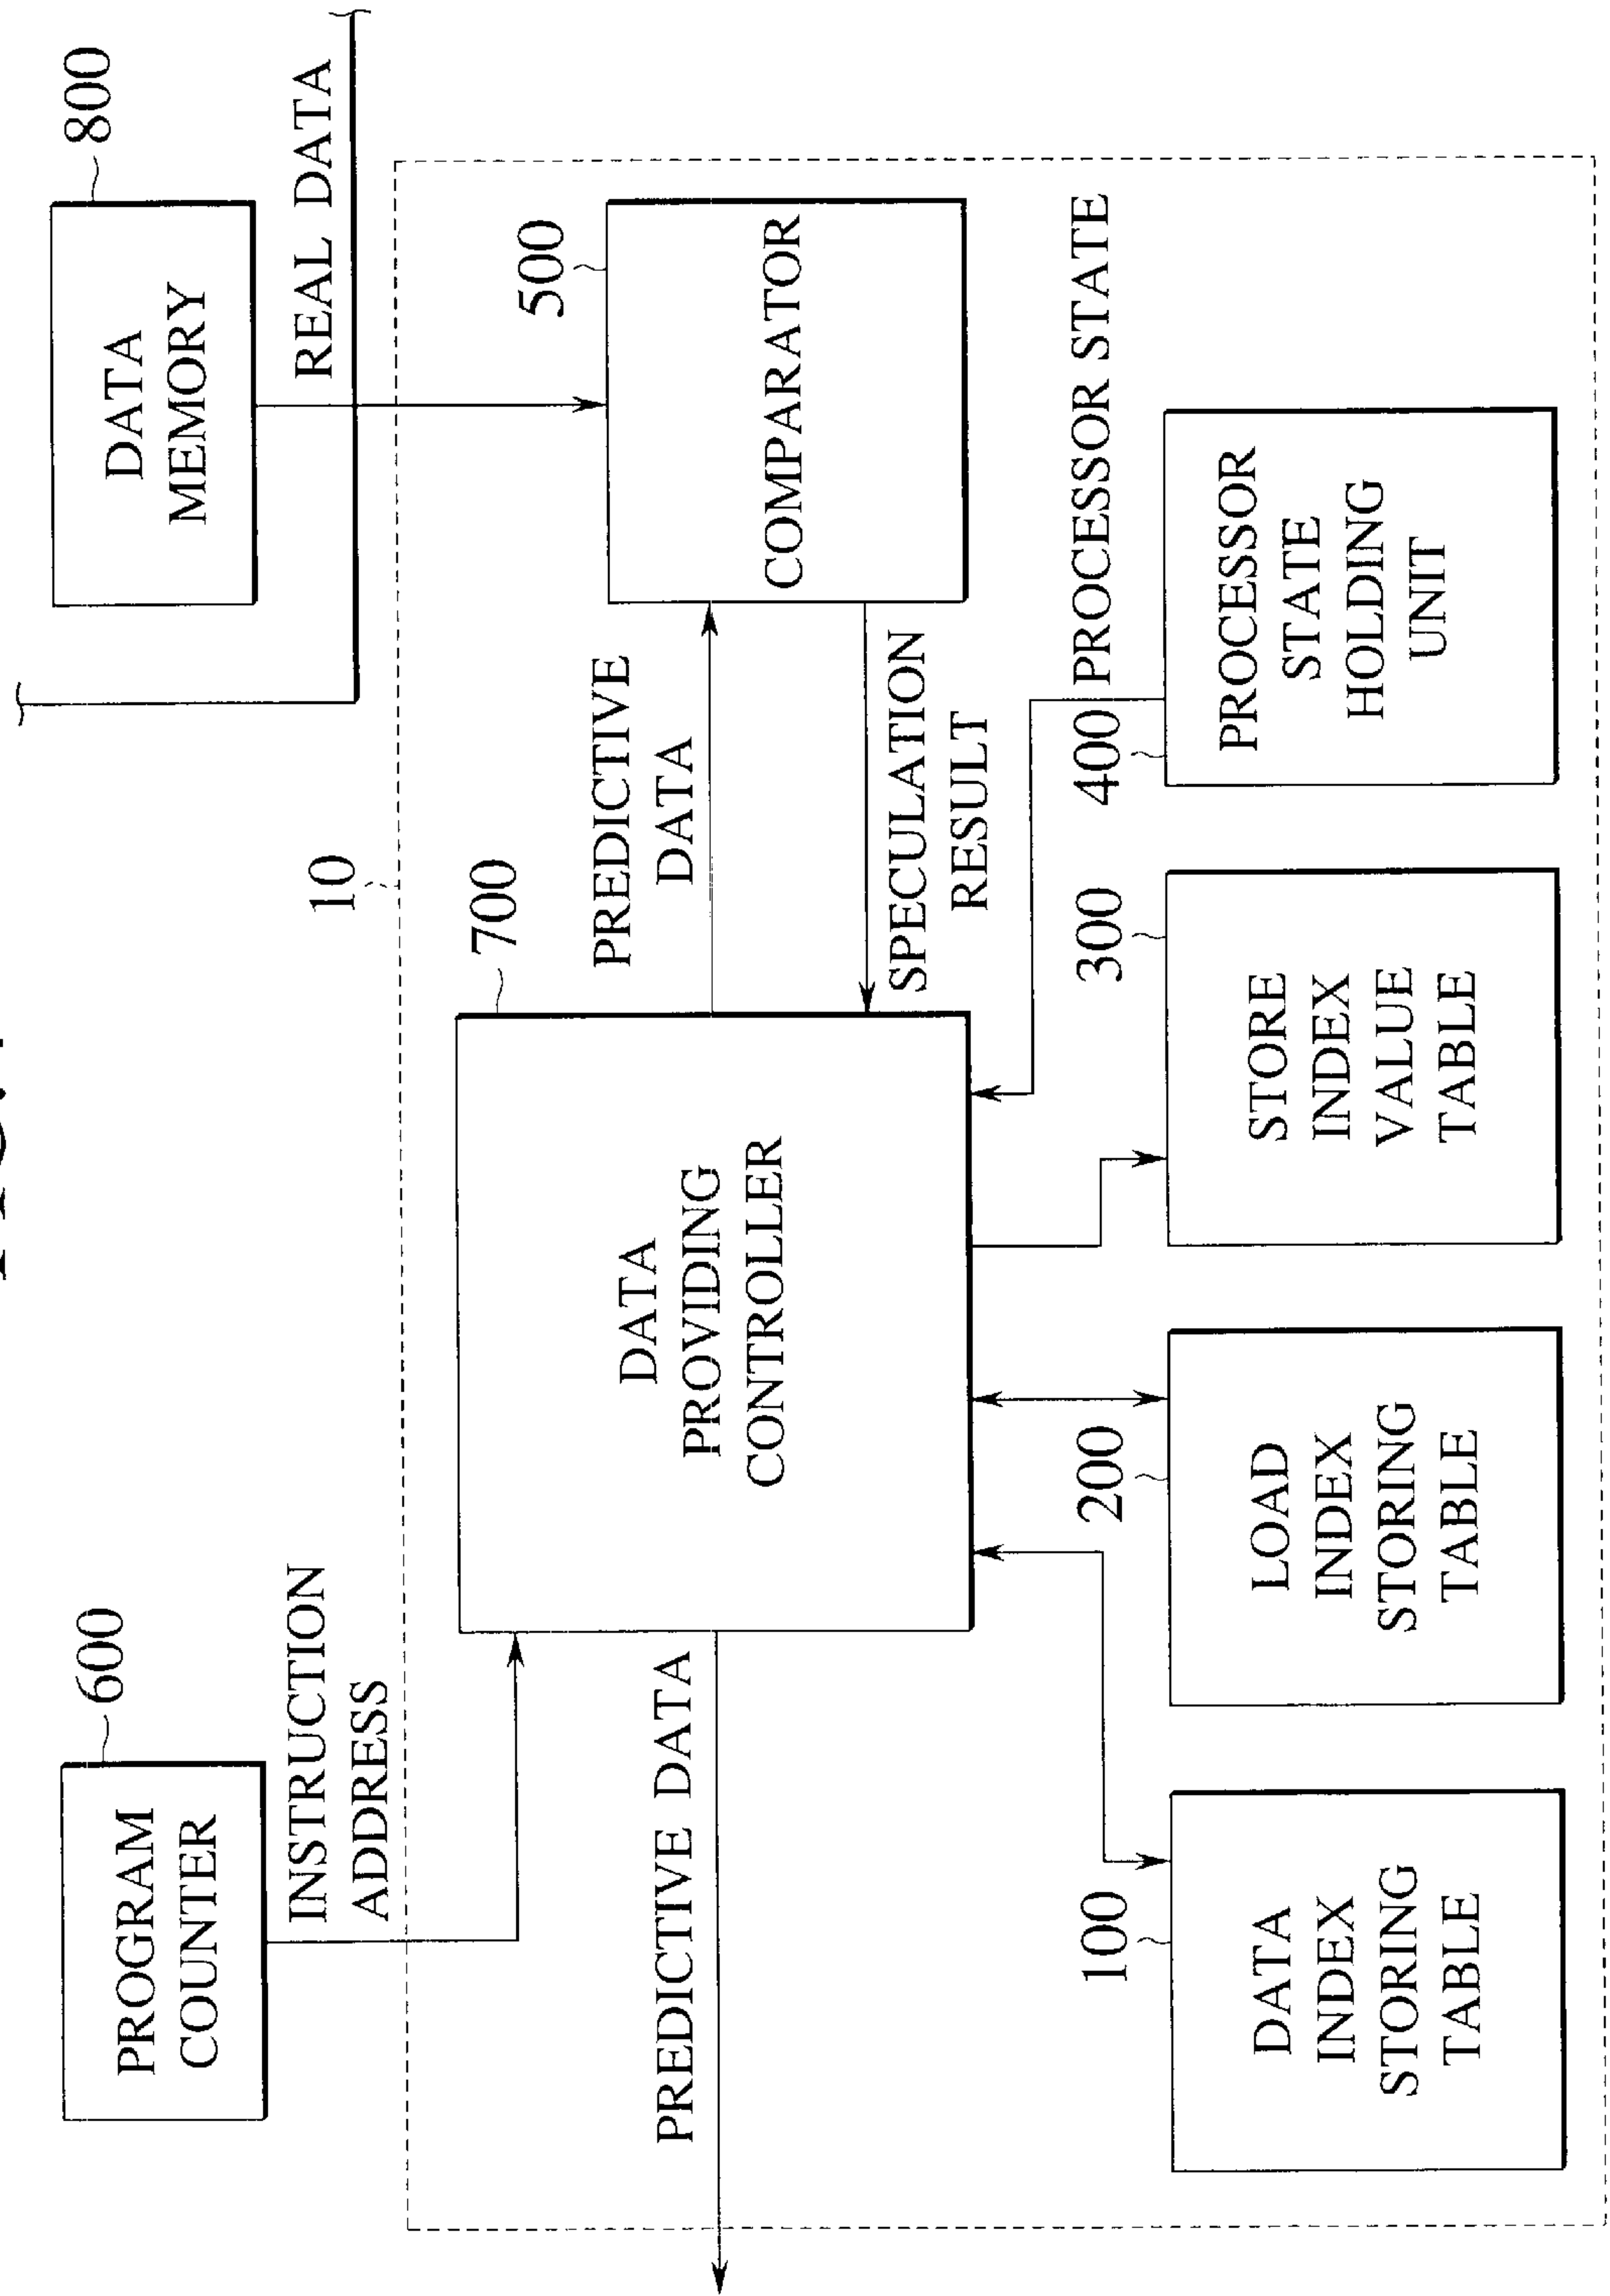 600
PROGRAM
COUNTER
INSTRUCTION
ADDRESS
800
DATA
MEMORY
REAL DATA
10
700
DATA
PROVIDING
CONTROLLER
PREDICTIVE DATA
PREDICTIVE
DATA
SPECULATION
RESULT
500
COMPARATOR
PROCESSOR STATE
100
DATA
INDEX
STORING
TABLE
200
LOAD
INDEX
STORING
TABLE
300
STORE
INDEX
VALUE
TABLE
400
PROCESSOR
STATE
HOLDING
UNIT